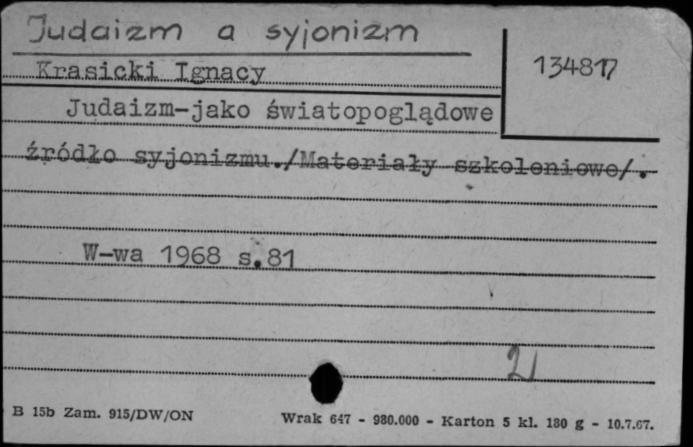 Judaizm a syjonizm
134817
Krasicki Ignacy
Judaizm-jako światopoglądowe
źródło syjonizmu./Materiały szkoleniowe/.
W-wa 1968 s.81
2
B 15b Zam. 915/DW/ON
Wrak 647 - 980.000 - Karton 5 kl. 180 g - 10.7.67.